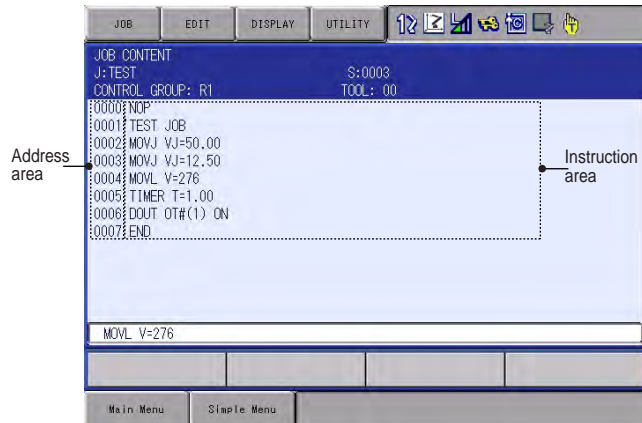 JOB EDIT DISPLAY UTILITY
JOB CONTENT
J:TEST S:0003
CONTROL GROUP: R1 TOOL: 00
0000 NOP
0001 TEST JOB
0002 MOVJ VJ=50.00
0003 MOVJ VJ=12.50
0004 MOVL V=276
0005 TIMER T=1.00
0006 DOUT OT#(1) ON
0007 END
Address
area
Instruction
area
MOVL V=276
Main Menu Simple Menu